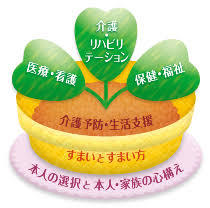 介護
・
リハビリ
テーション
医療・看護
保健・福祉
介護予防・生活支援
すまいとすまい方
本人の選択と本人・家族の心構え